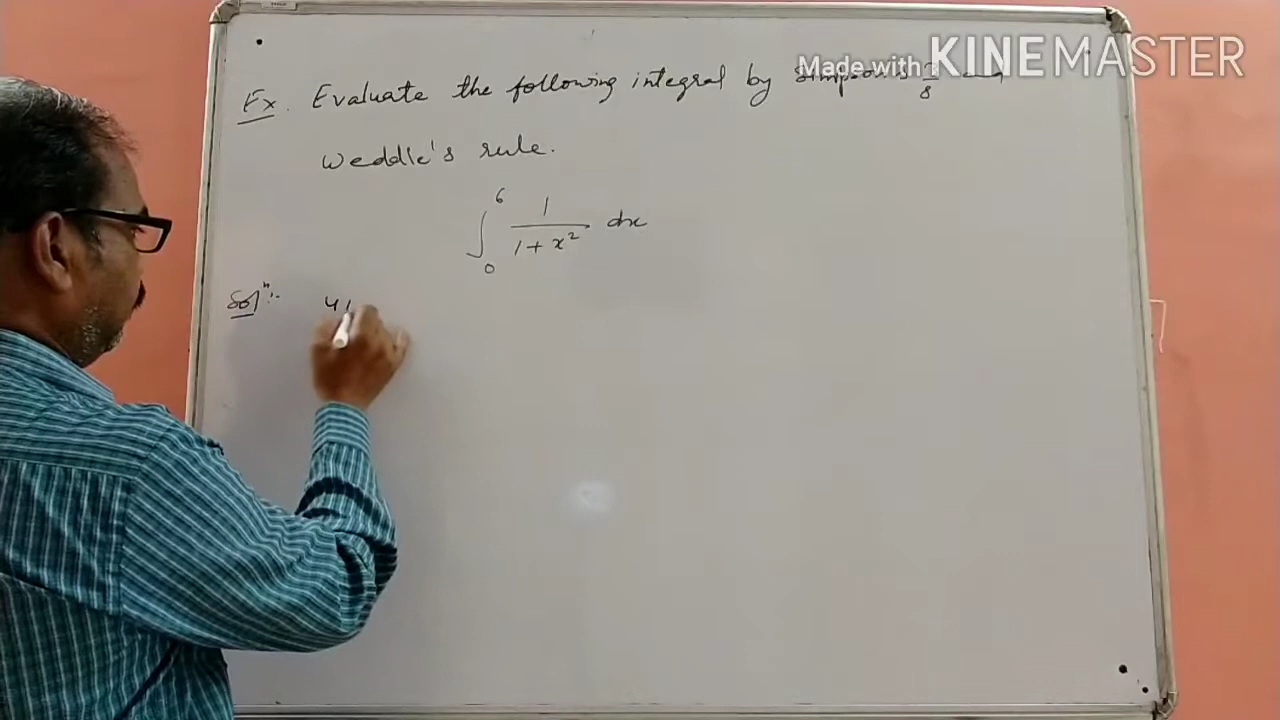 Made with KINEMASTER
Ex. Evaluate the following integral by Simpson's 3/8 and
Weddle's rule.
∫₀⁶ 1/(1+x²) dx
Solⁿ:-